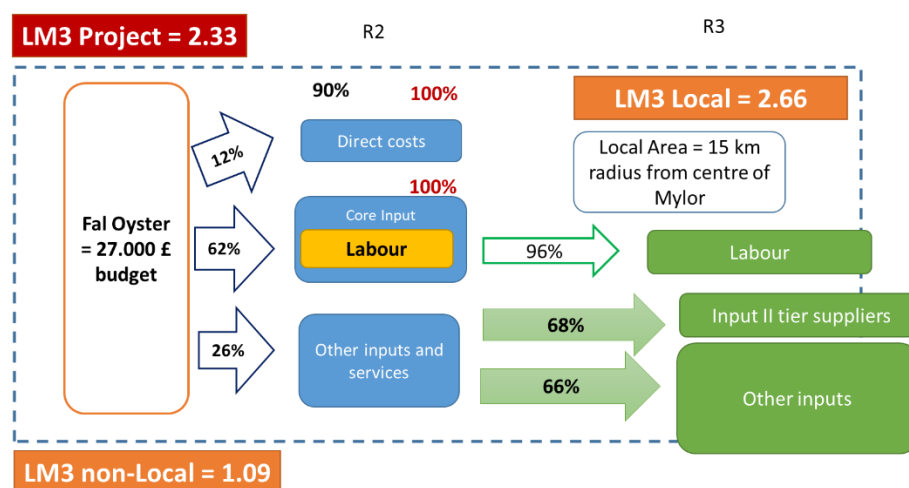 LM3 Project = 2.33
R2
R3
90%
100%
LM3 Local = 2.66
12%
Direct costs
Local Area = 15 km
radius from centre of
Mylor
100%
Fal Oyster
= 27.000 £
budget
62%
Core Input
Labour
96%
Labour
26%
Other inputs and
services
68%
Input II tier suppliers
66%
Other inputs
LM3 non-Local = 1.09